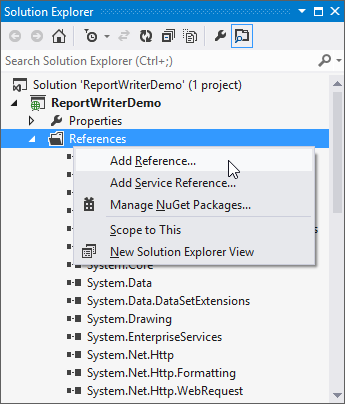 Solution Explorer
Search Solution Explorer (Ctrl+;)
Solution 'ReportWriterDemo' (1 project)
ReportWriterDemo
Properties
References
Add Reference...
Add Service Reference...
Manage NuGet Packages...
Scope to This
New Solution Explorer View
System.Core
System.Data
System.Data.DataSetExtensions
System.Drawing
System.EnterpriseServices
System.Net.Http
System.Net.Http.Formatting
System.Net.Http.WebRequest